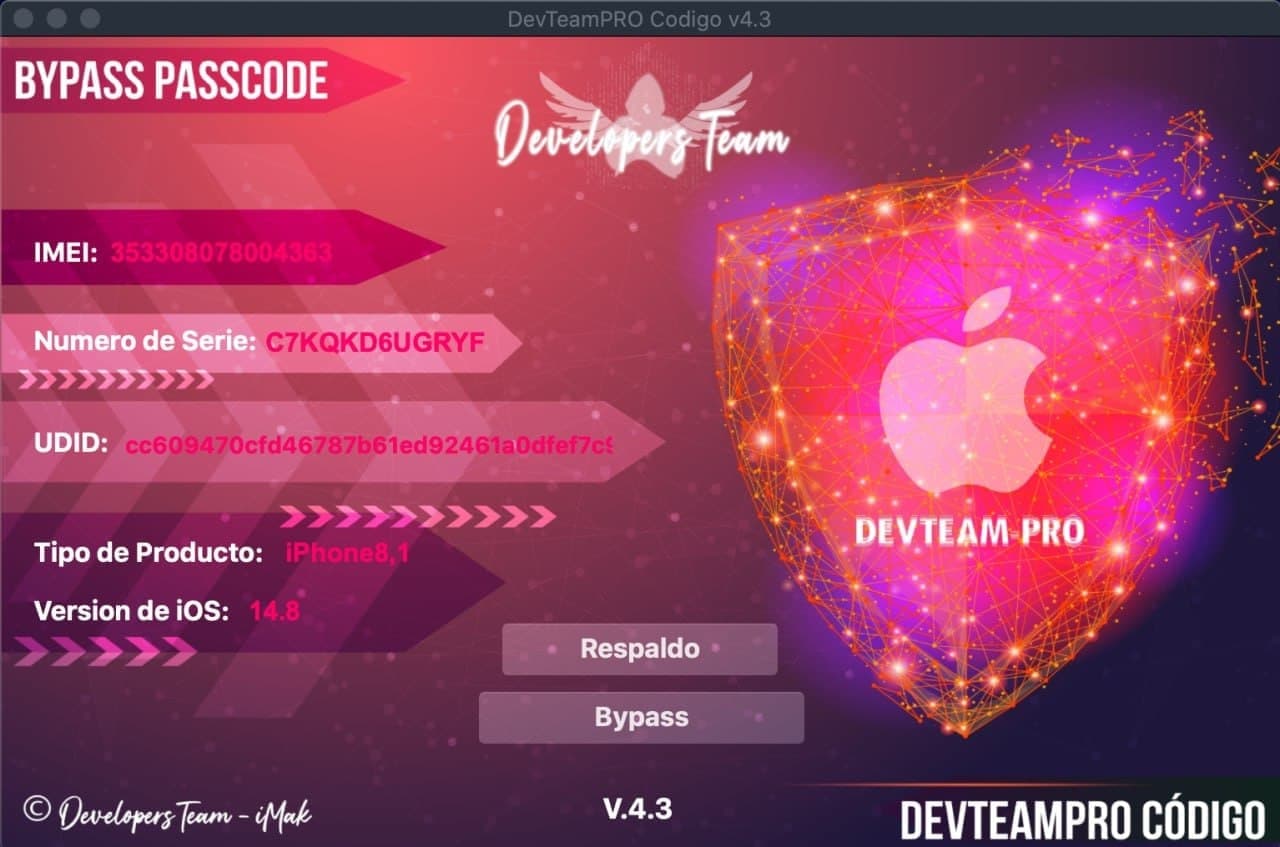 DevTeamPRO Codigo v4.3
BYPASS PASSCODE
Developers Team
IMEI: 353308078004363
Numero de Serie: C7KQKD6UGRYF
UDID: cc609470cfd46787b61ed92461a0dfef7c9
DEVTEAM-PRO
Tipo de Producto: iPhone8,1
Version de iOS: 14.8
Respaldo
Bypass
© Developers Team - iMak
V.4.3
DEVTEAMPRO CÓDIGO